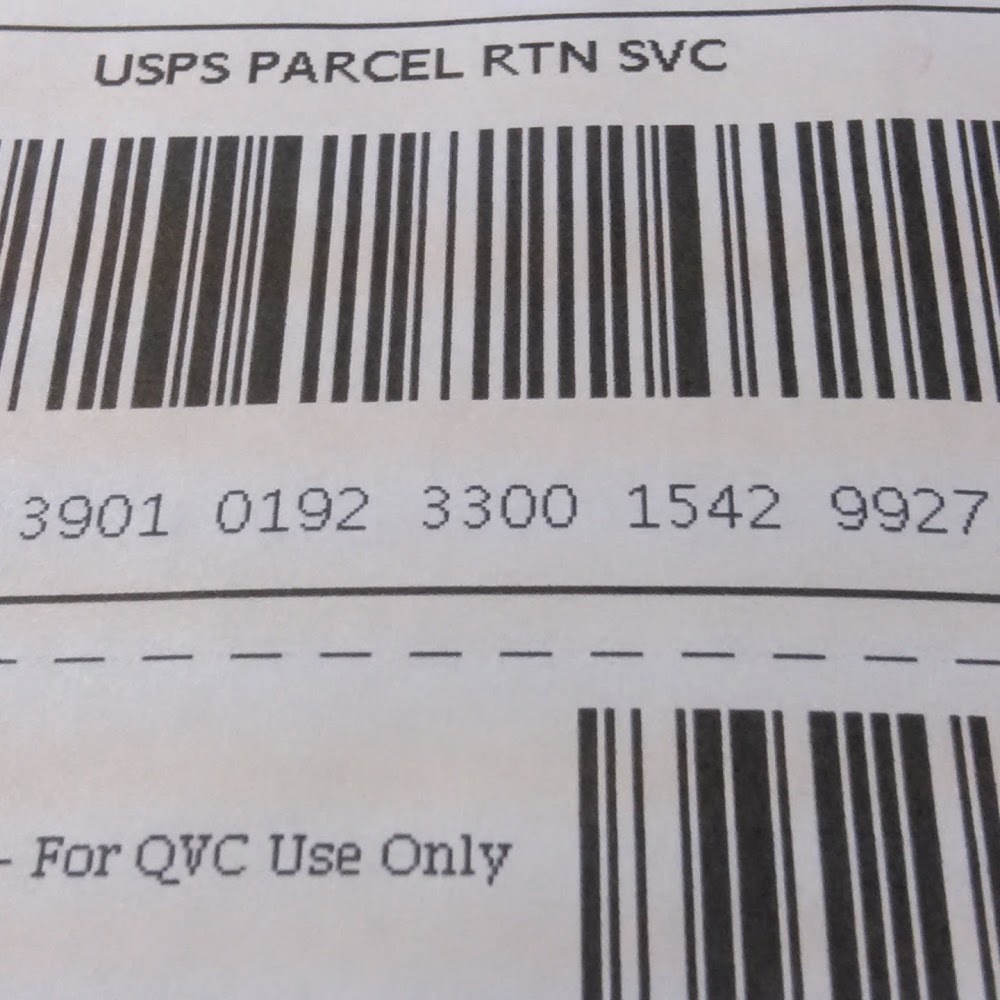 USPS PARCEL RTN SVC
3901 0192 3300 1542 9927
- For QVC Use Only